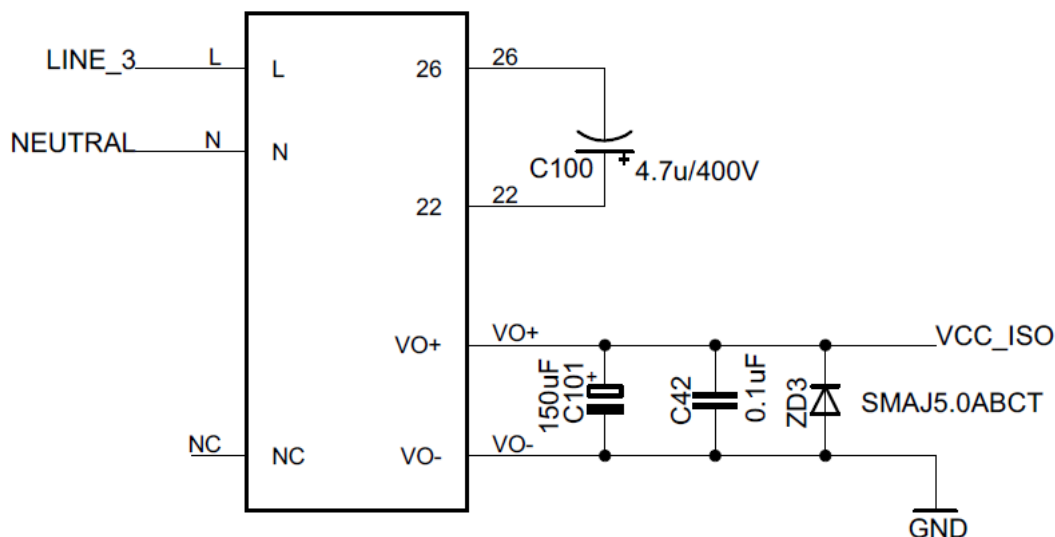 LINE_3 L L 26 26
NEUTRAL N N
C100 + 4.7u/400V
22 22
VO+ VO+ VCC_ISO
150uF C101 + C42 0.1uF ZD3 SMAJ5.0ABCT
NC NC VO- VO-
GND